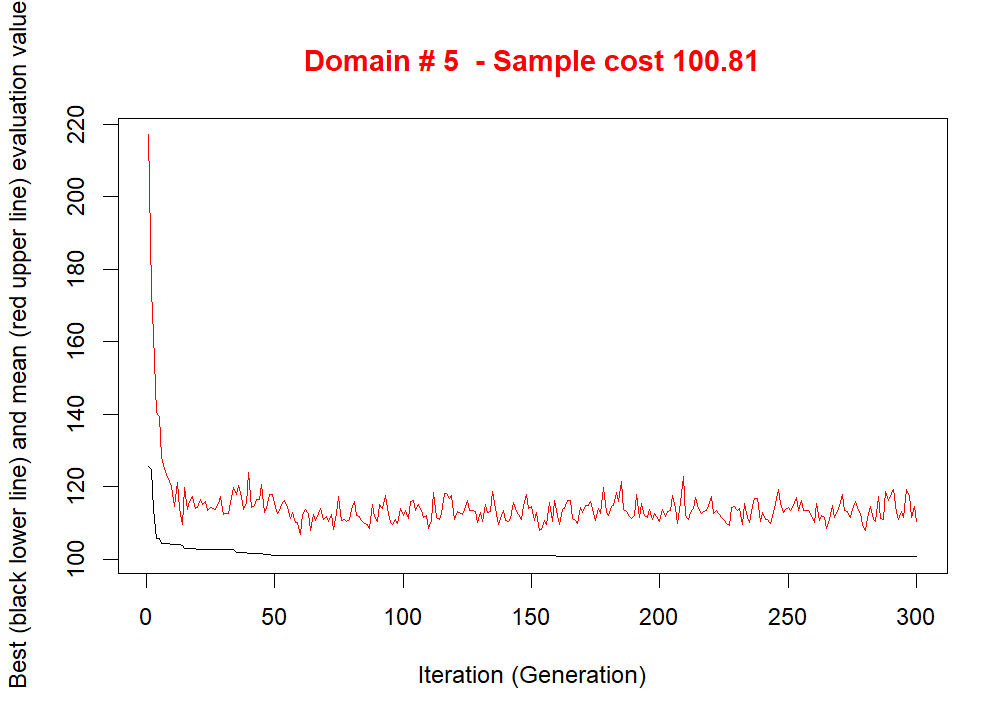 Domain # 5  - Sample cost 100.81
Best (black lower line) and mean (red upper line) evaluation value
220
200
180
160
140
120
100
0 50 100 150 200 250 300
Iteration (Generation)